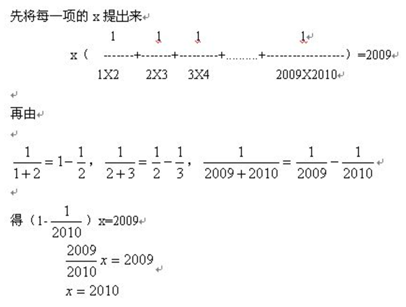 先将每一项的 x 提出来
x（ 1/1X2 + 1/2X3 + 1/3X4 +.........+ 1/2009X2010 ）=2009
再由
1/(1+2) = 1 - 1/2，1/(2+3) = 1/2 - 1/3，1/(2009+2010) = 1/2009 - 1/2010
得（1- 1/2010 ）x=2009
2009/2010 x = 2009
x = 2010